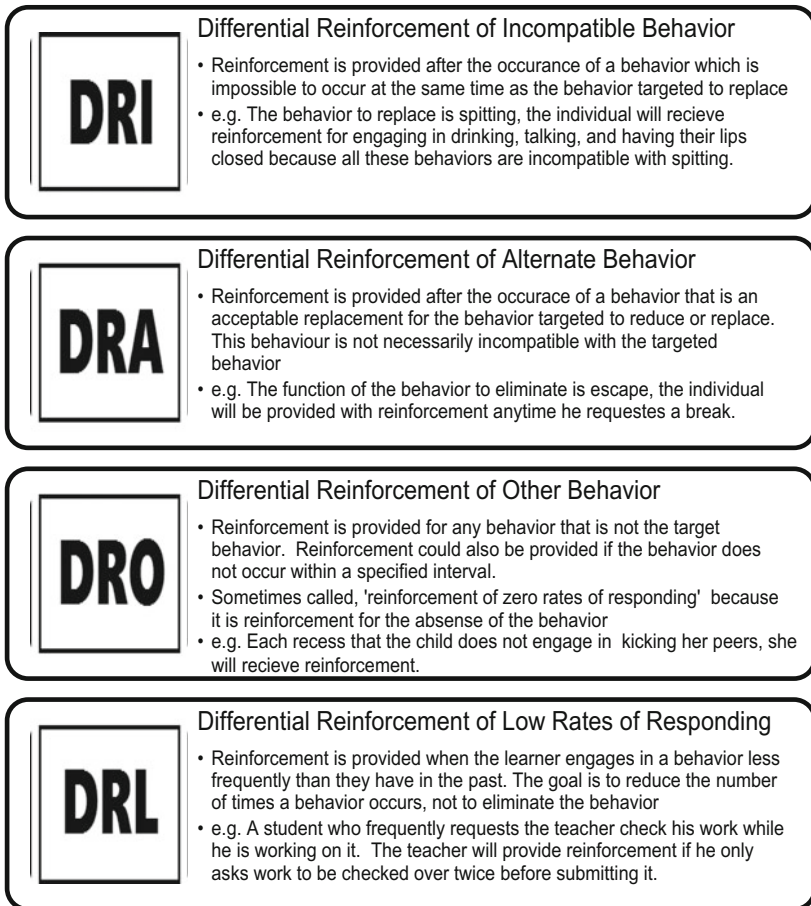 DRI
Differential Reinforcement of Incompatible Behavior
• Reinforcement is provided after the occurance of a behavior which is
impossible to occur at the same time as the behavior targeted to replace
• e.g. The behavior to replace is spitting, the individual will recieve
reinforcement for engaging in drinking, talking, and having their lips
closed because all these behaviors are incompatible with spitting.
DRA
Differential Reinforcement of Alternate Behavior
• Reinforcement is provided after the occurace of a behavior that is an
acceptable replacement for the behavior targeted to reduce or replace.
This behaviour is not necessarily incompatible with the targeted
behavior
• e.g. The function of the behavior to eliminate is escape, the individual
will be provided with reinforcement anytime he requestes a break.
DRO
Differential Reinforcement of Other Behavior
• Reinforcement is provided for any behavior that is not the target
behavior.  Reinforcement could also be provided if the behavior does
not occur within a specified interval.
• Sometimes called, 'reinforcement of zero rates of responding'  because
it is reinforcement for the absense of the behavior
• e.g. Each recess that the child does not engage in  kicking her peers, she
will recieve reinforcement.
DRL
Differential Reinforcement of Low Rates of Responding
• Reinforcement is provided when the learner engages in a behavior less
frequently than they have in the past. The goal is to reduce the number
of times a behavior occurs, not to eliminate the behavior
• e.g. A student who frequently requests the teacher check his work while
he is working on it.  The teacher will provide reinforcement if he only
asks work to be checked over twice before submitting it.